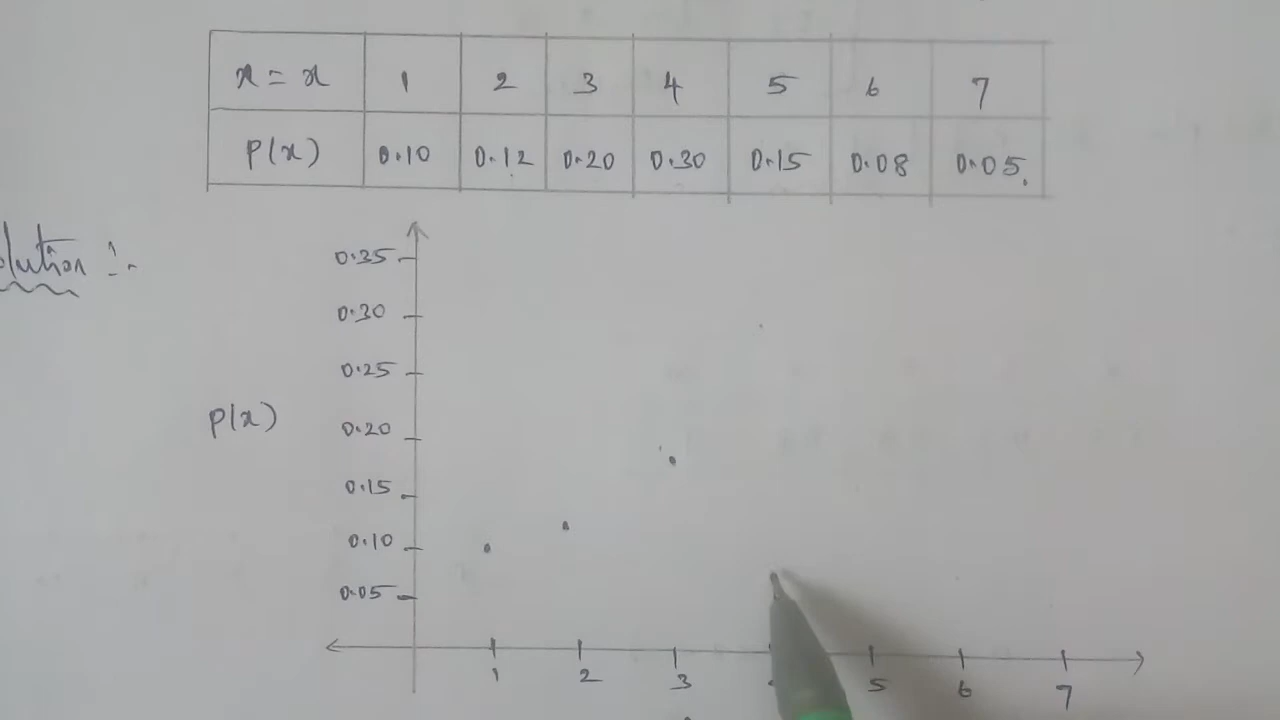 x = x 1 2 3 4 5 6 7
P(x) 0.10 0.12 0.20 0.30 0.15 0.08 0.05.
olution :-
0.35
0.30
0.25
P(x)
0.20
0.15
0.10
0.05
1 2 3 5 6 7